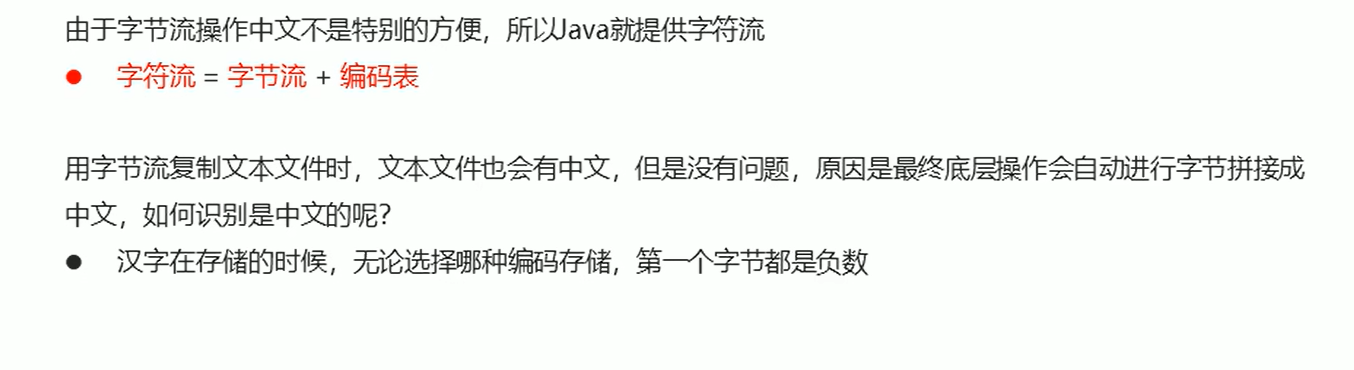 由于字节流操作中文不是特别的方便，所以Java就提供字符流
● 字符流 = 字节流 + 编码表
用字节流复制文本文件时，文本文件也会有中文，但是没有问题，原因是最终底层操作会自动进行字节拼接成
中文，如何识别是中文的呢？
● 汉字在存储的时候，无论选择哪种编码存储，第一个字节都是负数